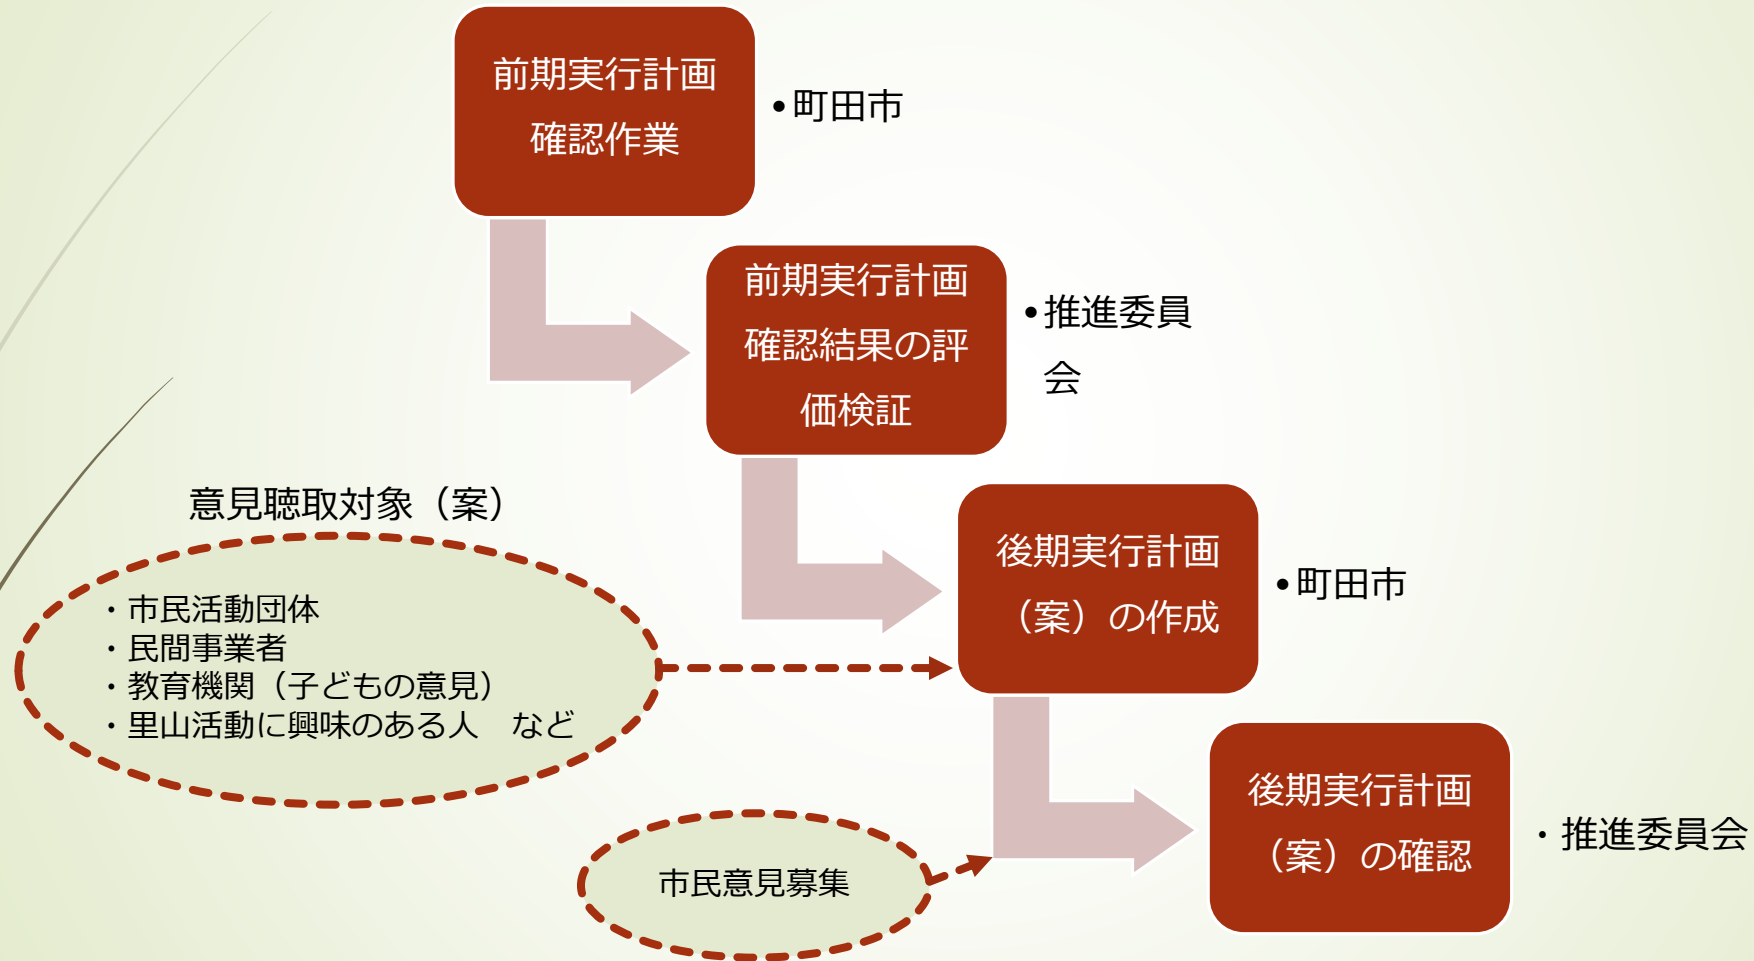 前期実行計画
確認作業
•町田市
前期実行計画
確認結果の評
価検証
•推進委員
会
意見聴取対象（案）
・市民活動団体
・民間事業者
・教育機関（子どもの意見）
・里山活動に興味のある人　など
後期実行計画
（案）の作成
•町田市
市民意見募集
後期実行計画
（案）の確認
・推進委員会